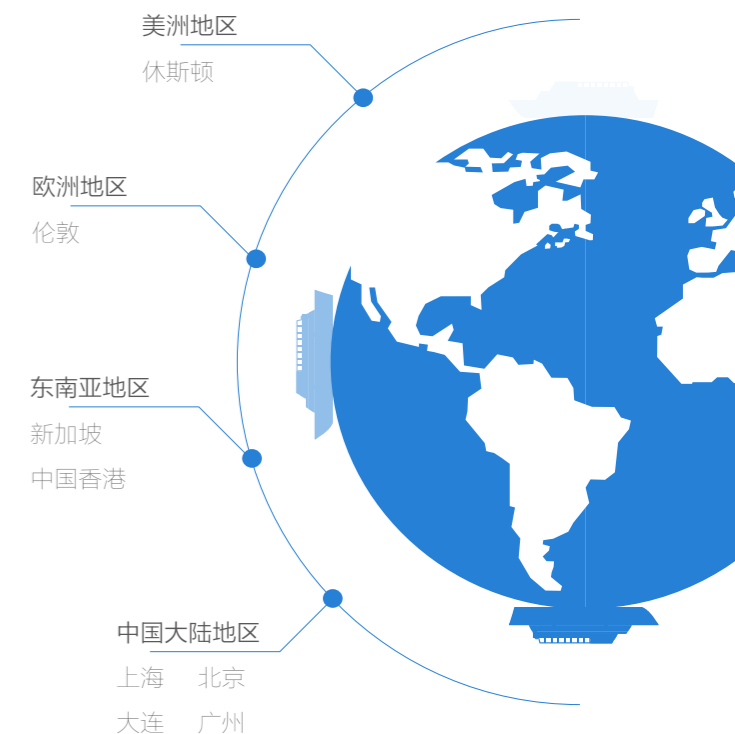 美洲地区
休斯顿
欧洲地区
伦敦
东南亚地区
新加坡
中国香港
中国大陆地区
上海 北京
大连 广州